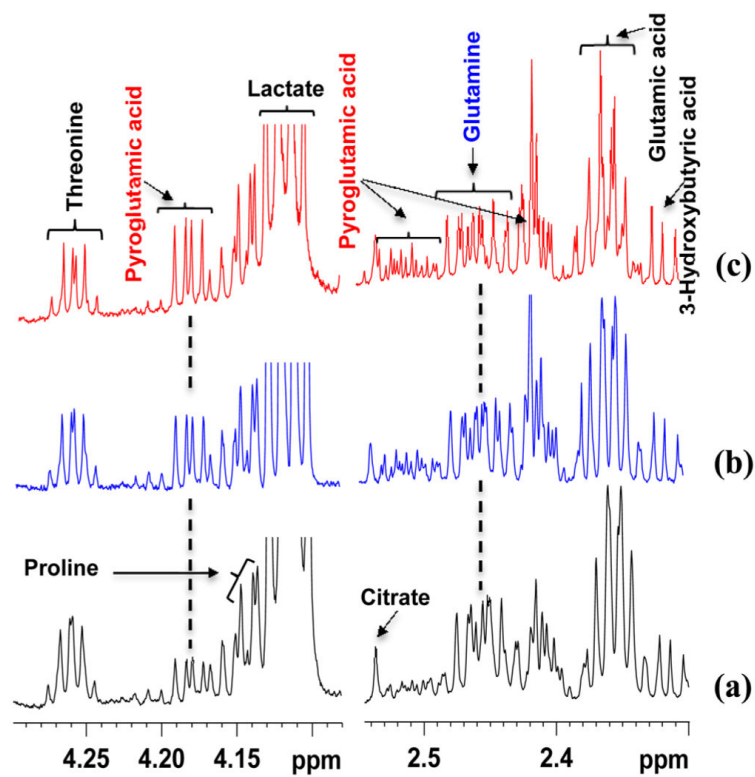 Threonine
Pyroglutamic acid
Lactate
Pyroglutamic acid
Glutamine
Glutamic acid
3-Hydroxybutyric acid
(c)
(b)
Proline
Citrate
(a)
4.25 4.20 4.15 ppm 2.5 2.4 ppm